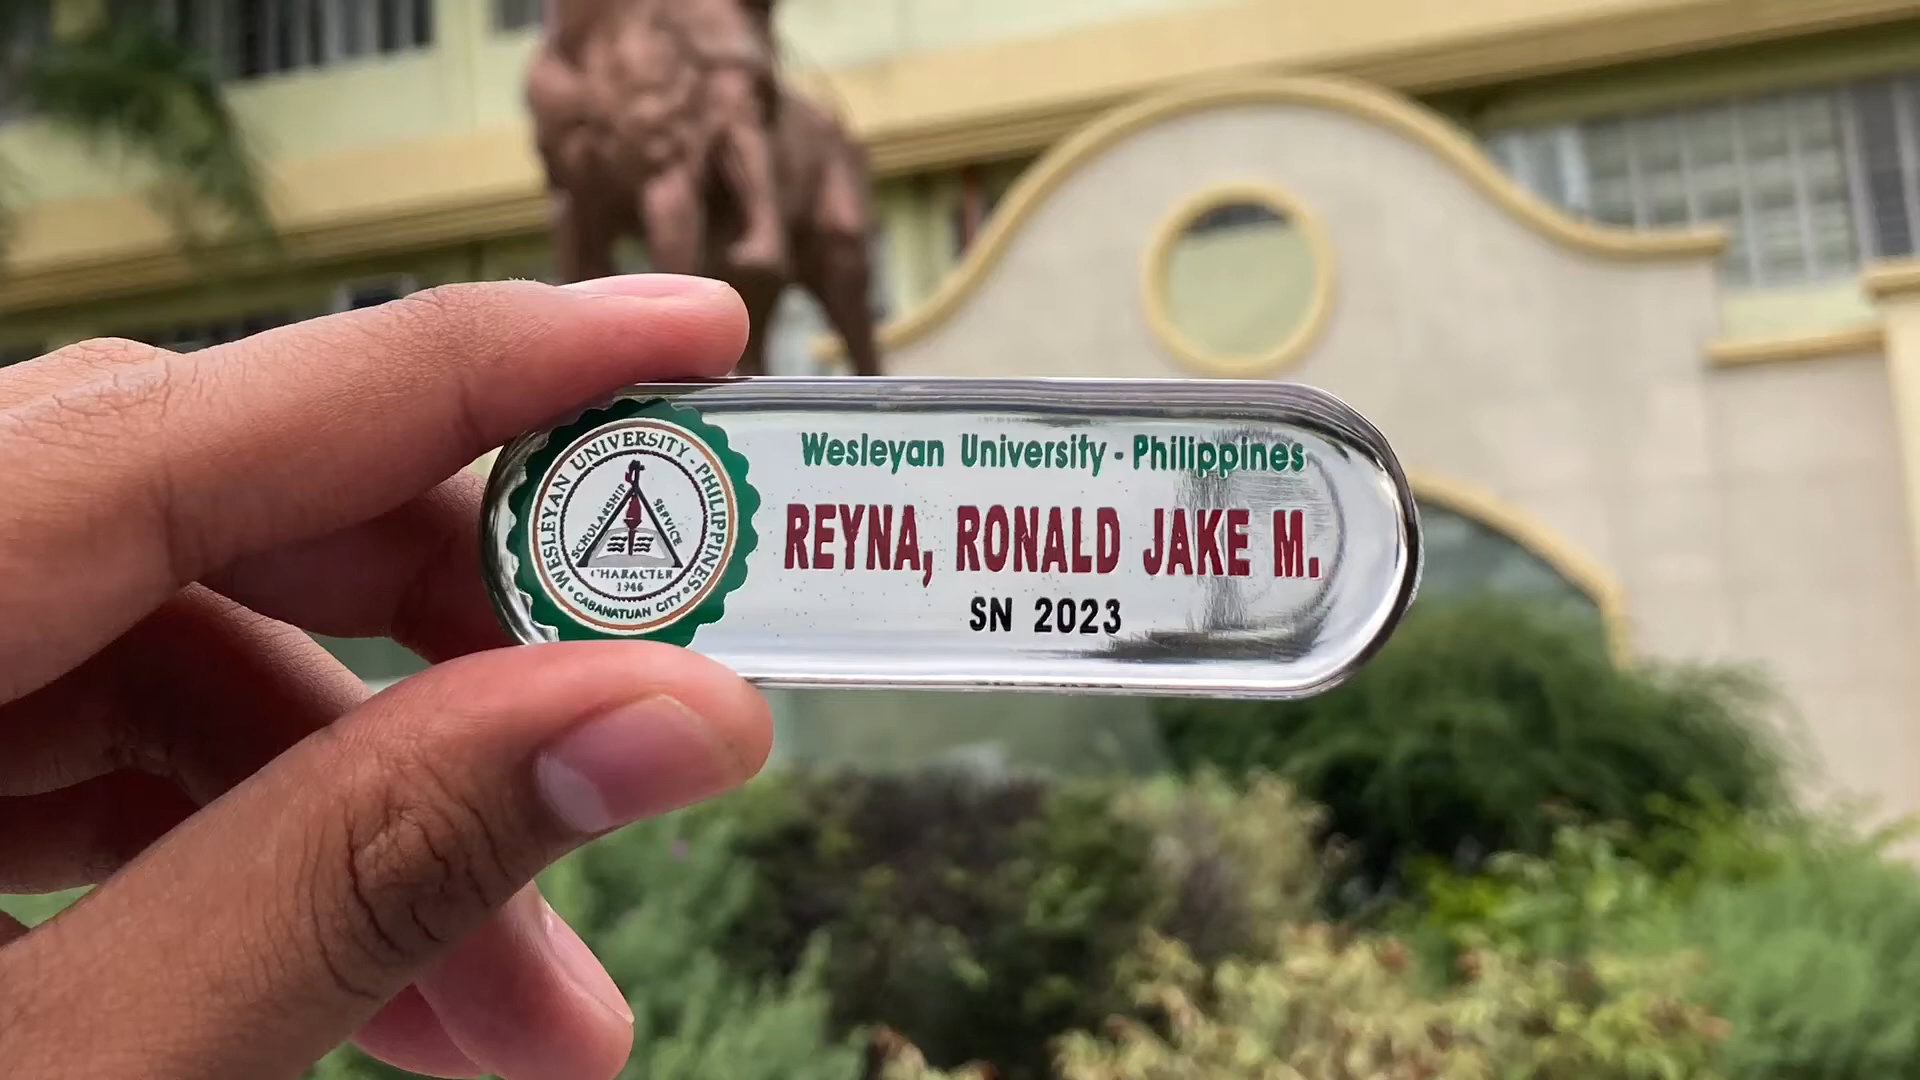 WESLEYAN UNIVERSITY - PHILIPPINES
SCHOLARSHIP
SERVICE
CHARACTER
1946
CABANATUAN CITY
Wesleyan University - Philippines
REYNA, RONALD JAKE M.
SN 2023